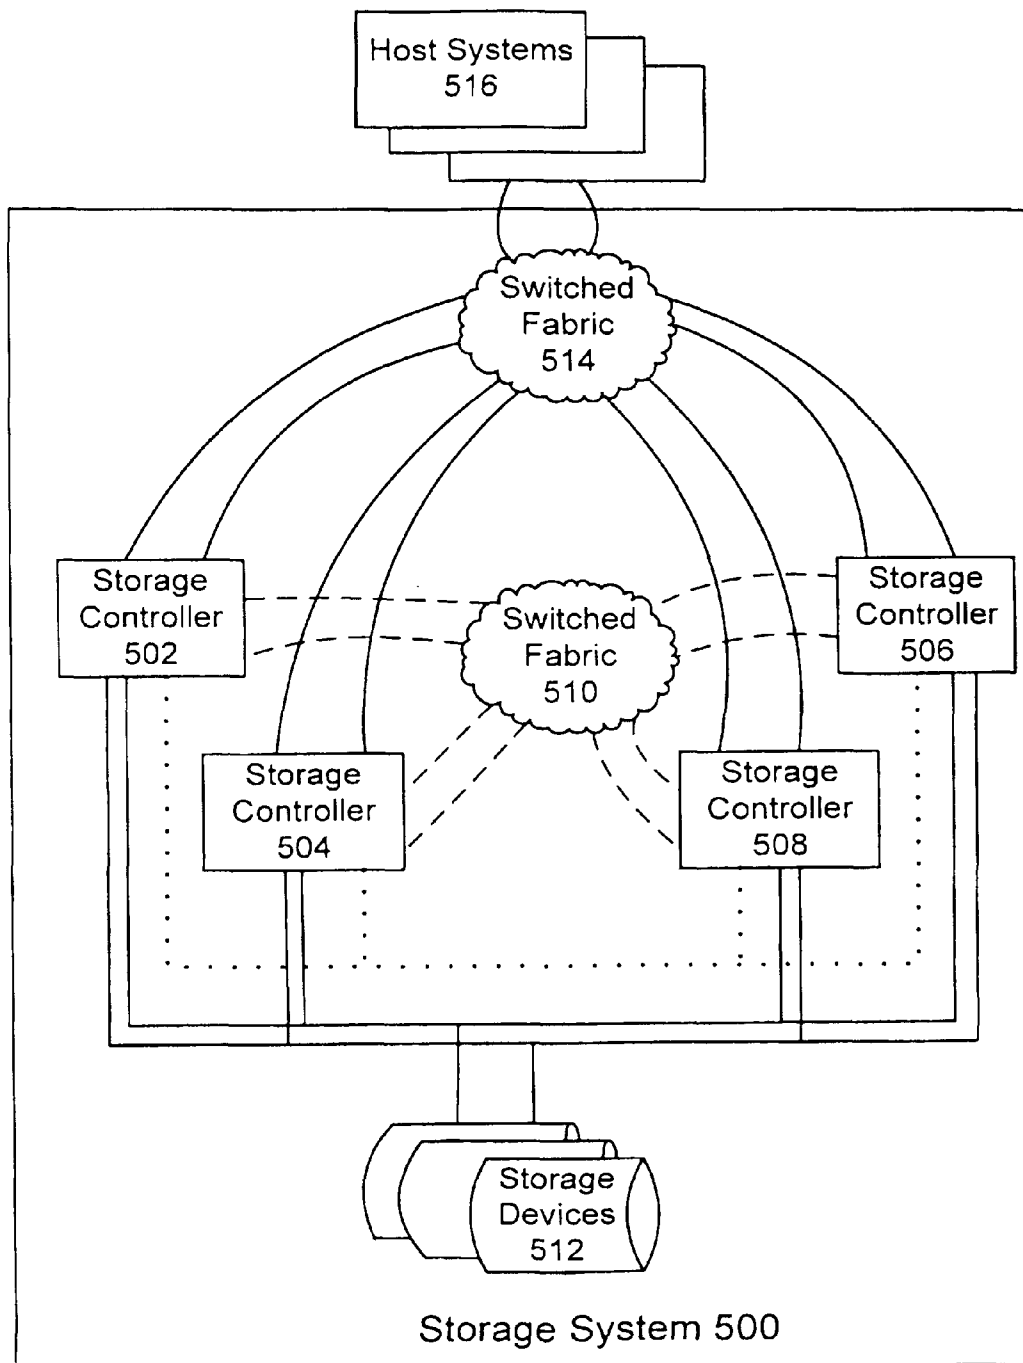 Host Systems
516
Switched
Fabric
514
Storage
Controller
502
Switched
Fabric
510
Storage
Controller
506
Storage
Controller
504
Storage
Controller
508
Storage
Devices
512
Storage System 500